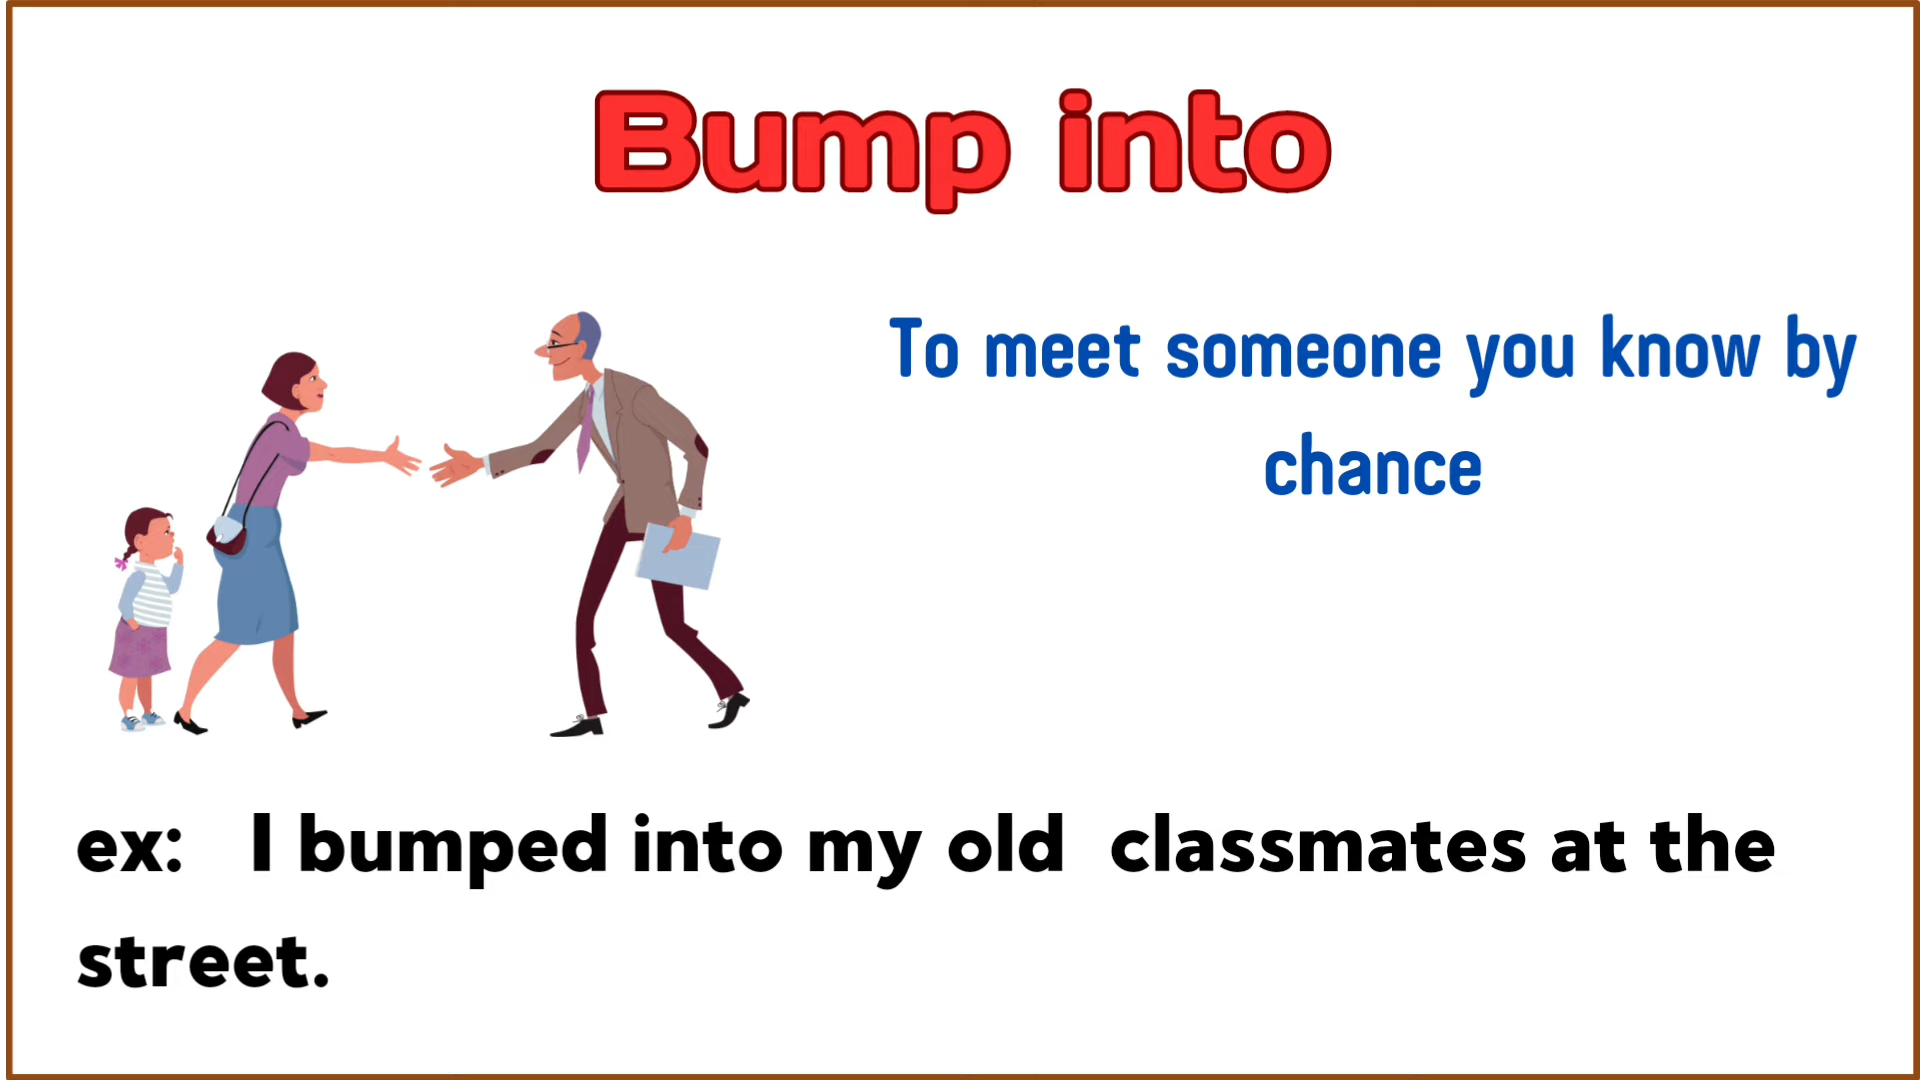 Bump into
To meet someone you know by
chance
ex: I bumped into my old classmates at the
street.